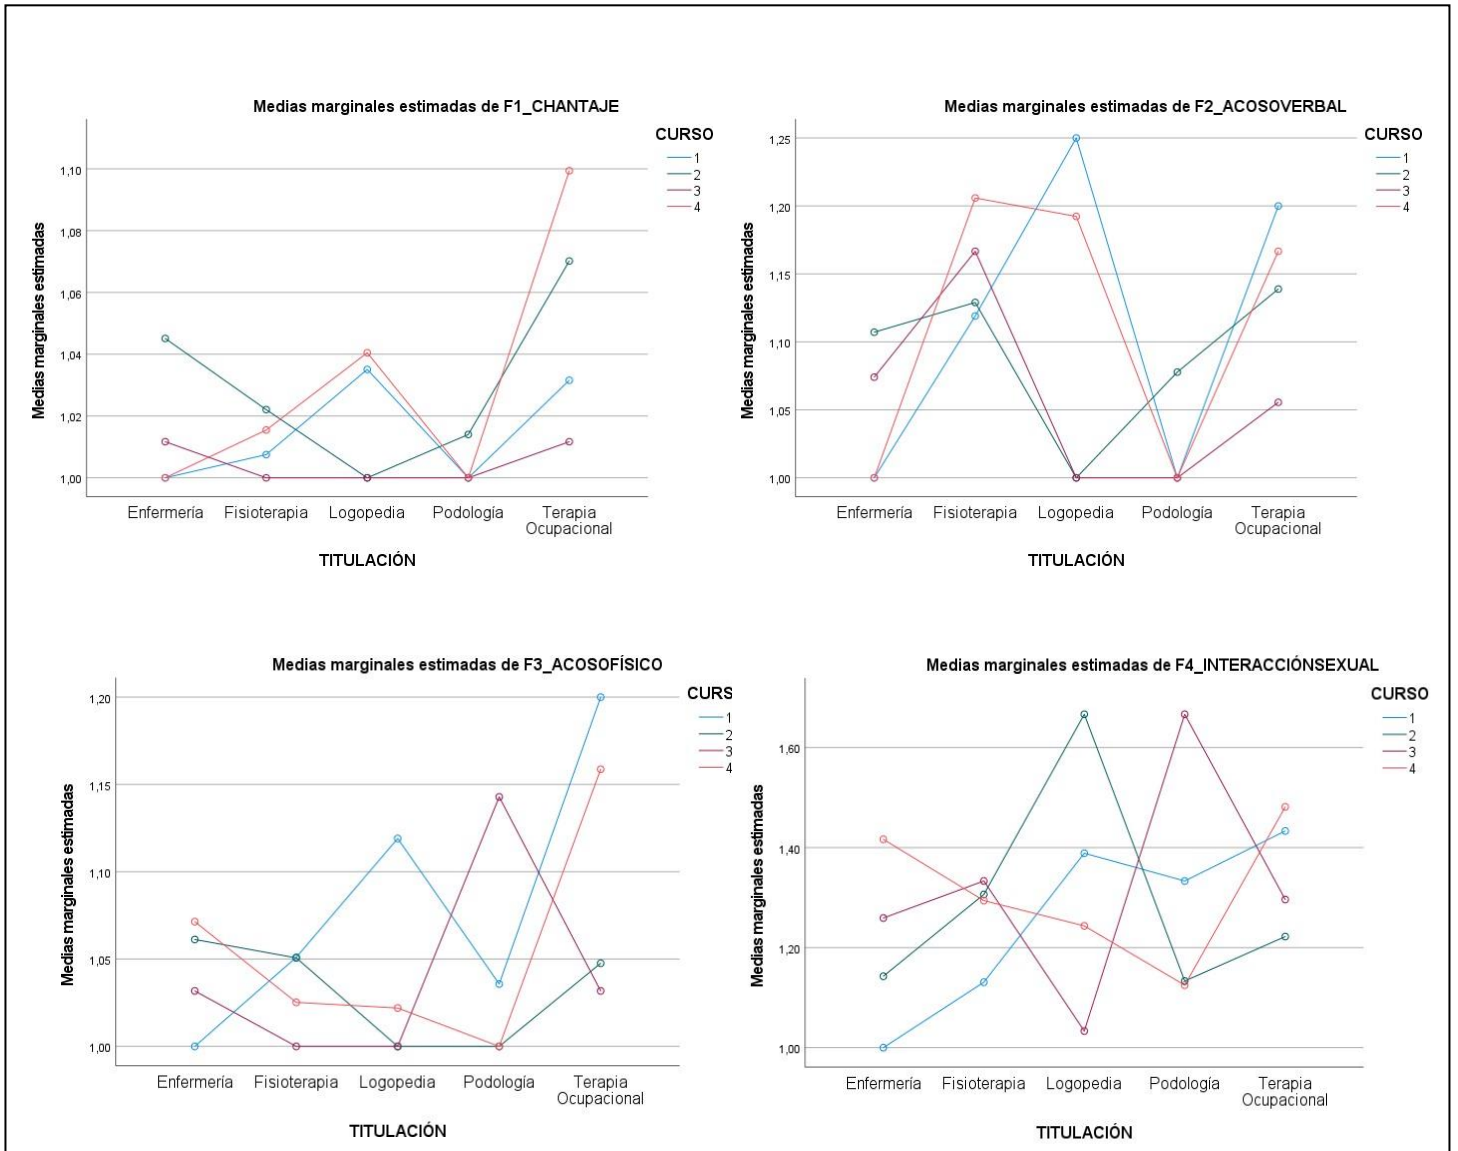 Medias marginales estimadas de F1_CHANTAJE
CURSO
1
2
3
4
Medias marginales estimadas
1,10
1,08
1,06
1,04
1,02
1,00
Enfermería Fisioterapia Logopedia Podología Terapia
Ocupacional
TITULACIÓN
Medias marginales estimadas de F2_ACOSOVERBAL
CURSO
1
2
3
4
Medias marginales estimadas
1,25
1,20
1,15
1,10
1,05
1,00
Enfermería Fisioterapia Logopedia Podología Terapia
Ocupacional
TITULACIÓN
Medias marginales estimadas de F3_ACOSOFÍSICO
CURS
1
2
3
4
Medias marginales estimadas
1,20
1,15
1,10
1,05
1,00
Enfermería Fisioterapia Logopedia Podología Terapia
Ocupacional
TITULACIÓN
Medias marginales estimadas de F4_INTERACCIÓNSEXUAL
CURSO
1
2
3
4
Medias marginales estimadas
1,60
1,40
1,20
1,00
Enfermería Fisioterapia Logopedia Podología Terapia
Ocupacional
TITULACIÓN